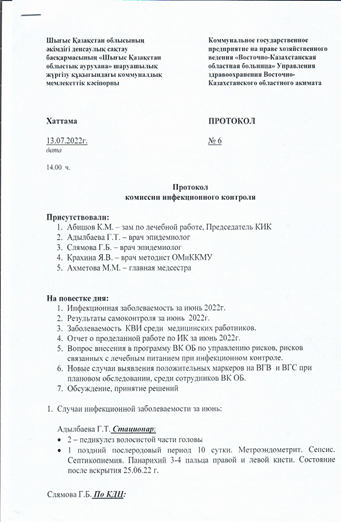 Шығыс Қазақстан облысының
әкімдігі денсаулық сақтау
басқармасының «Шығыс Қазақстан
облыстық аурухана» шаруашылық
жүргізу құқығындағы коммуналдық
мемлекеттік кәсіпорны
Коммунальное государственное
предприятие на праве хозяйственного
ведения «Восточно-Казахстанская
областная больница» Управления
здравоохранения Восточно-
Казахстанского областного акимата
Хаттама
ПРОТОКОЛ
13.07.2022г.
№ 6
дата
14.00 ч.
Протокол
комиссии инфекционного контроля
Присутствовали:
1. Абишов К.М. – зам по лечебной работе, Председатель КИК
2. Адылбаева Г.Т. – врач эпидемиолог
3. Слямова Г.Б. – врач эпидемиолог
4. Крахина Я.В. – врач методист ОМиККМУ
5. Ахметова М.М. – главная медсестра
На повестке дня:
1. Инфекционная заболеваемость за июнь 2022г.
2. Результаты самоконтроля за июнь 2022г.
3. Заболеваемость КВИ среди медицинских работников.
4. Отчет о проделанной работе по ИК за июнь 2022г.
5. Вопрос внесения в программу ВК ОБ по управлению рисков, рисков
связанных с лечебным питанием при инфекционном контроле.
6. Новые случаи выявления положительных маркеров на ВГВ и ВГС при
плановом обследовании, среди сотрудников ВК ОБ.
7. Обсуждение, принятие решений
1. Случаи инфекционной заболеваемости за июнь:
Адылбаева Г.Т. Стационар:
• 2 – педикулез волосистой части головы
• 1 поздний послеродовый период 10 сутки. Метроэндометрит. Сепсис.
Септикопиемия. Панарихий 3-4 пальца правой и левой кисти. Состояние
после вскрытия 25.06.22 г.
Слямова Г.Б. По КДЦ: